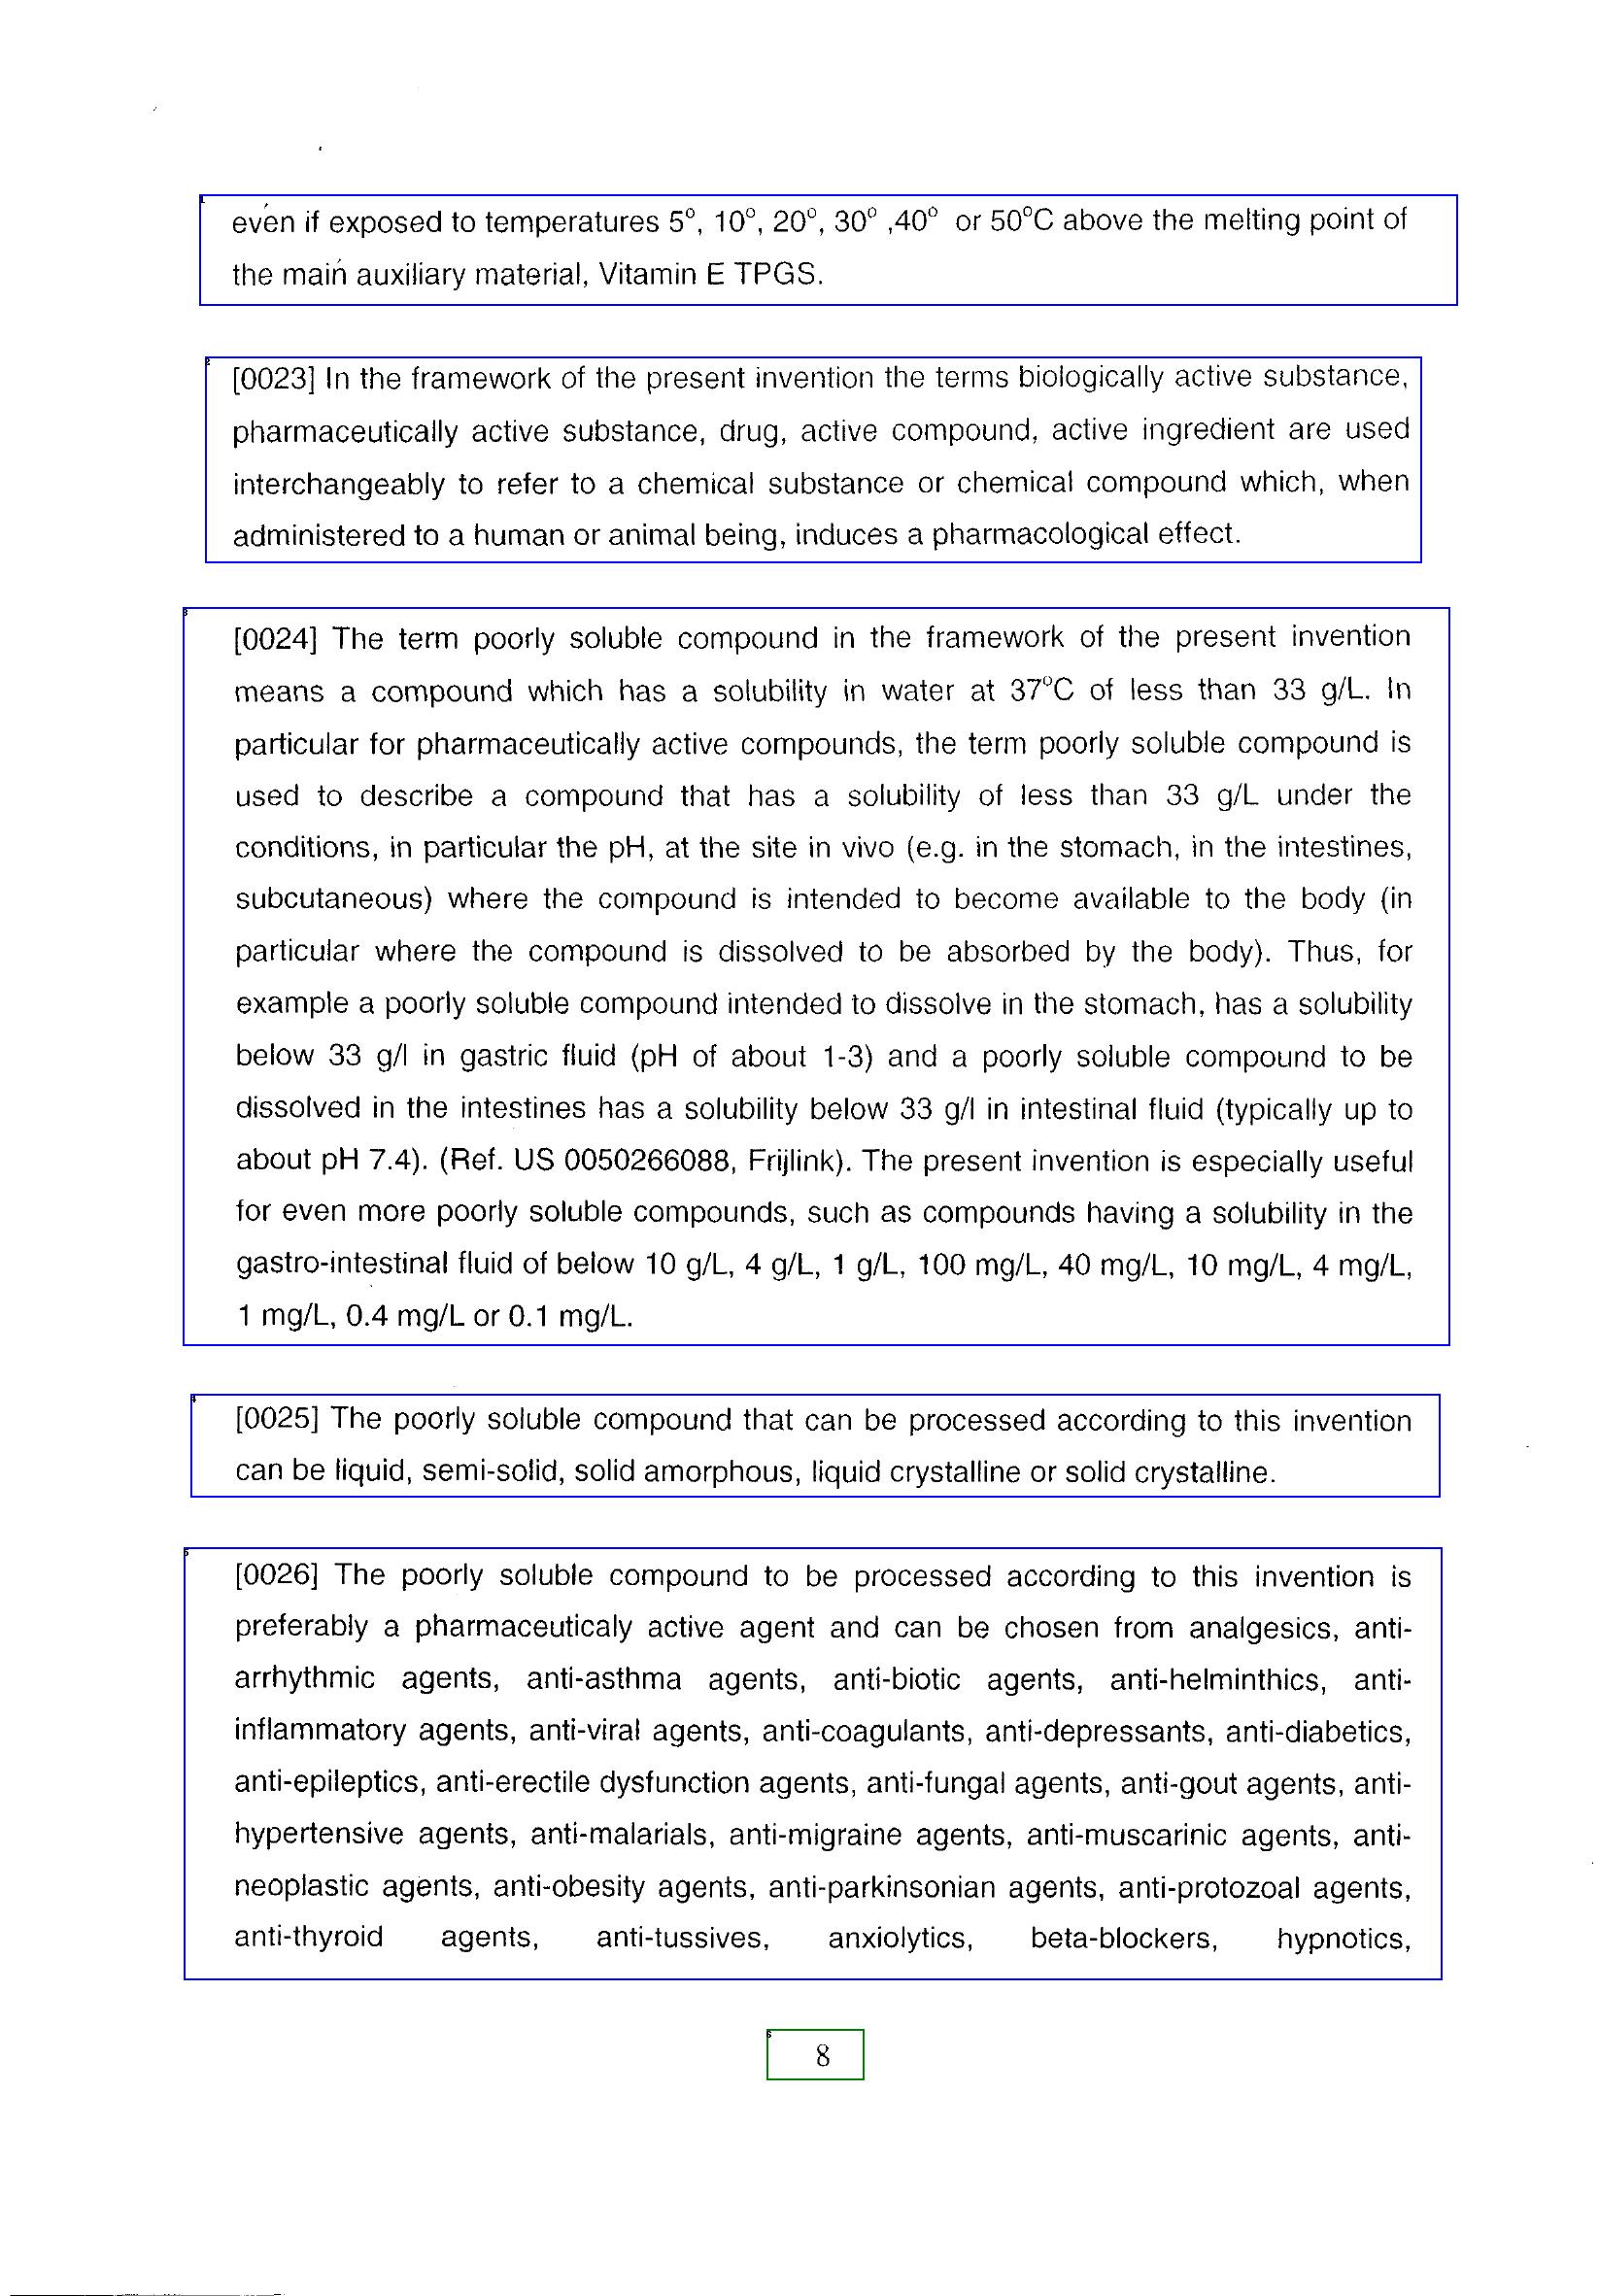 even if exposed to temperatures 5º, 10º, 20º, 30º ,40º or 50ºC above the melting point of
the main auxiliary material, Vitamin E TPGS.
[0023] In the framework of the present invention the terms biologically active substance,
pharmaceutically active substance, drug, active compound, active ingredient are used
interchangeably to refer to a chemical substance or chemical compound which, when
administered to a human or animal being, induces a pharmacological effect.
[0024] The term poorly soluble compound in the framework of the present invention
means a compound which has a solubility in water at 37ºC of less than 33 g/L. In
particular for pharmaceutically active compounds, the term poorly soluble compound is
used to describe a compound that has a solubility of less than 33 g/L under the
conditions, in particular the pH, at the site in vivo (e.g. in the stomach, in the intestines,
subcutaneous) where the compound is intended to become available to the body (in
particular where the compound is dissolved to be absorbed by the body). Thus, for
example a poorly soluble compound intended to dissolve in the stomach, has a solubility
below 33 g/l in gastric fluid (pH of about 1-3) and a poorly soluble compound to be
dissolved in the intestines has a solubility below 33 g/l in intestinal fluid (typically up to
about pH 7.4). (Ref. US 0050266088, Frijlink). The present invention is especially useful
for even more poorly soluble compounds, such as compounds having a solubility in the
gastro-intestinal fluid of below 10 g/L, 4 g/L, 1 g/L, 100 mg/L, 40 mg/L, 10 mg/L, 4 mg/L,
1 mg/L, 0.4 mg/L or 0.1 mg/L.
[0025] The poorly soluble compound that can be processed according to this invention
can be liquid, semi-solid, solid amorphous, liquid crystalline or solid crystalline.
[0026] The poorly soluble compound to be processed according to this invention is
preferably a pharmaceuticaly active agent and can be chosen from analgesics, anti-
arrhythmic agents, anti-asthma agents, anti-biotic agents, anti-helminthics, anti-
inflammatory agents, anti-viral agents, anti-coagulants, anti-depressants, anti-diabetics,
anti-epileptics, anti-erectile dysfunction agents, anti-fungal agents, anti-gout agents, anti-
hypertensive agents, anti-malarials, anti-migraine agents, anti-muscarinic agents, anti-
neoplastic agents, anti-obesity agents, anti-parkinsonian agents, anti-protozoal agents,
anti-thyroid agents, anti-tussives, anxiolytics, beta-blockers, hypnotics,
8